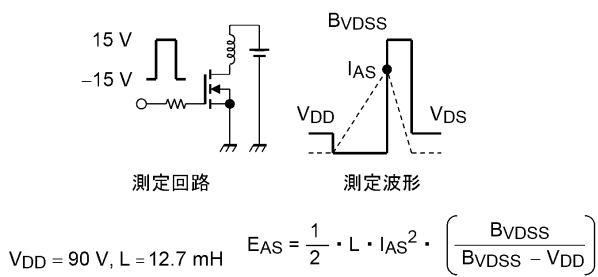 15 V
−15 V
測定回路
BVDSS
IAS
VDD
VDS
測定波形
VDD = 90 V, L = 12.7 mH
EAS = 1/2 ・ L ・ IAS² ・ (BVDSS / (BVDSS − VDD))